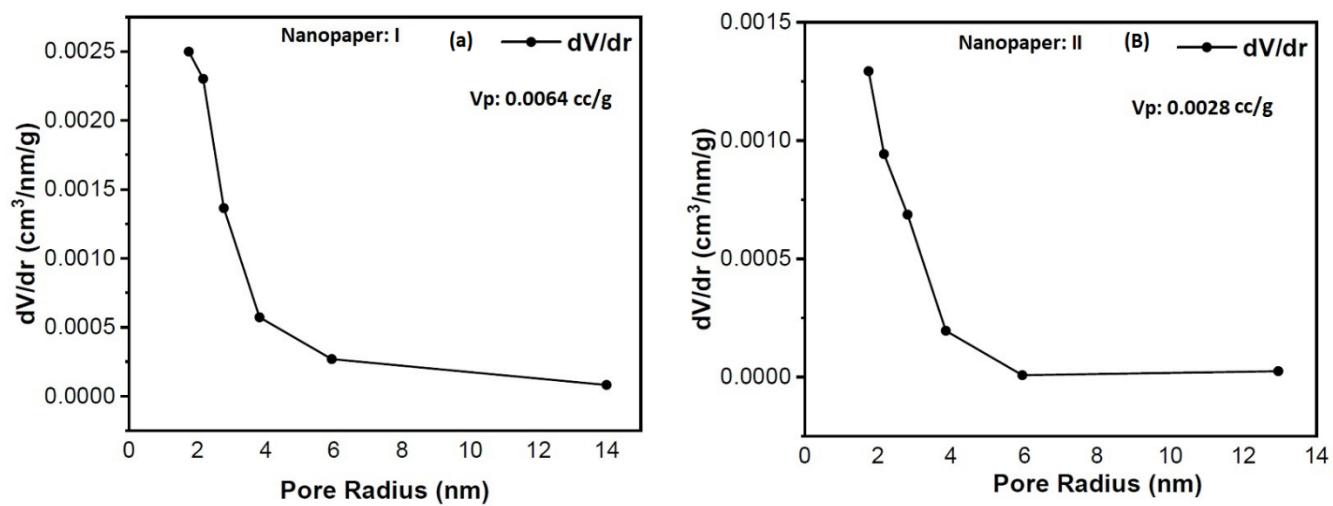 Nanopaper: I (a) dV/dr
Vp: 0.0064 cc/g
dV/dr (cm³/nm/g)
0.0025
0.0020
0.0015
0.0010
0.0005
0.0000
0 2 4 6 8 10 12 14
Pore Radius (nm)
Nanopaper: II (B) dV/dr
Vp: 0.0028 cc/g
dV/dr (cm³/nm/g)
0.0015
0.0010
0.0005
0.0000
0 2 4 6 8 10 12 14
Pore Radius (nm)